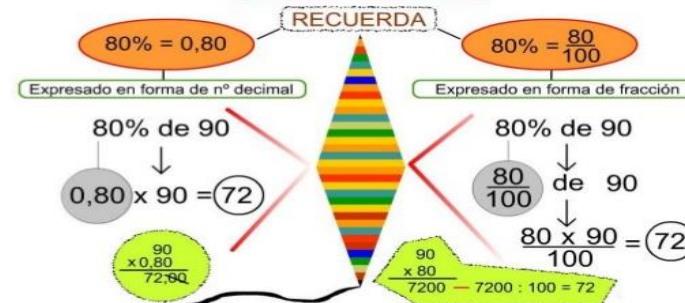 RECUERDA
80% = 0,80
Expresado en forma de nº decimal
80% de 90
0,80 x 90 = 72
90
x 0,80
72,00
80% = 80/100
Expresado en forma de fracción
80% de 90
80/100 de 90
80 x 90/100 = 72
90
x 80
7200 — 7200 : 100 = 72